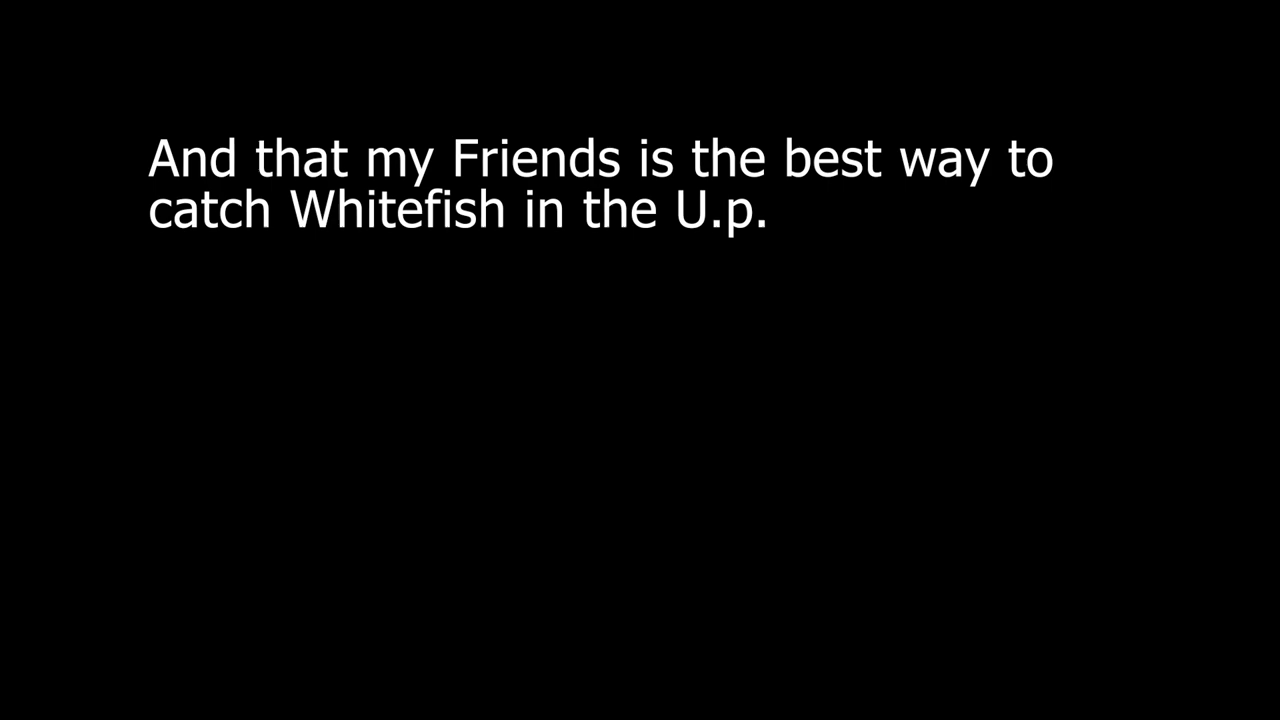 And that my Friends is the best way to
catch Whitefish in the U.p.